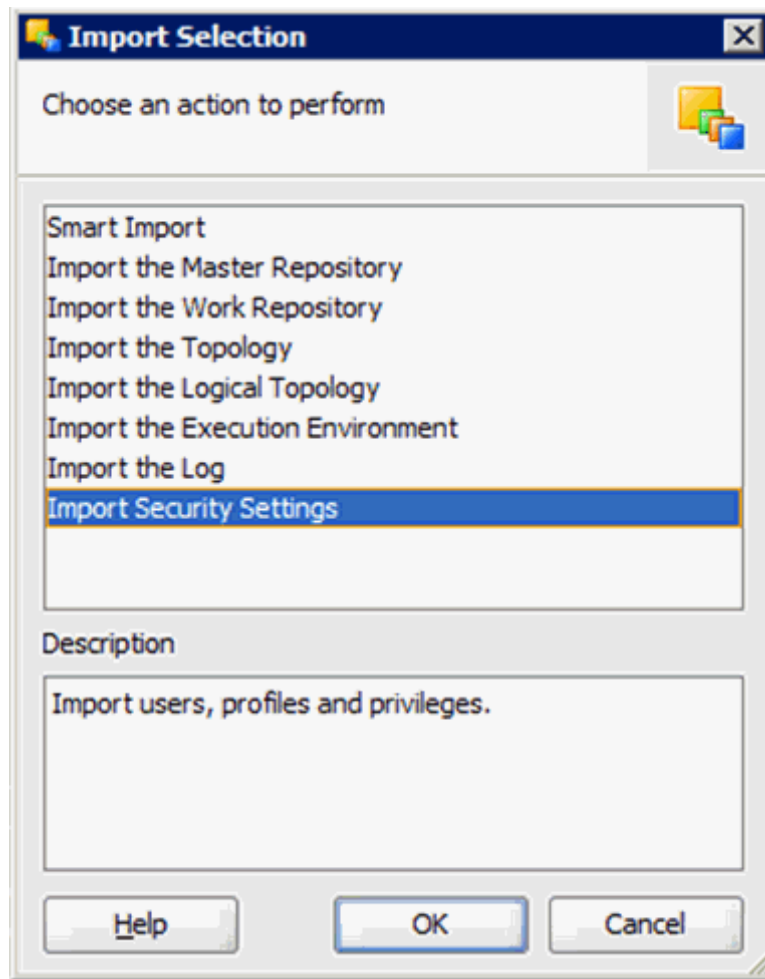 Import Selection
Choose an action to perform
Smart Import
Import the Master Repository
Import the Work Repository
Import the Topology
Import the Logical Topology
Import the Execution Environment
Import the Log
Import Security Settings
Description
Import users, profiles and privileges.
Help OK Cancel